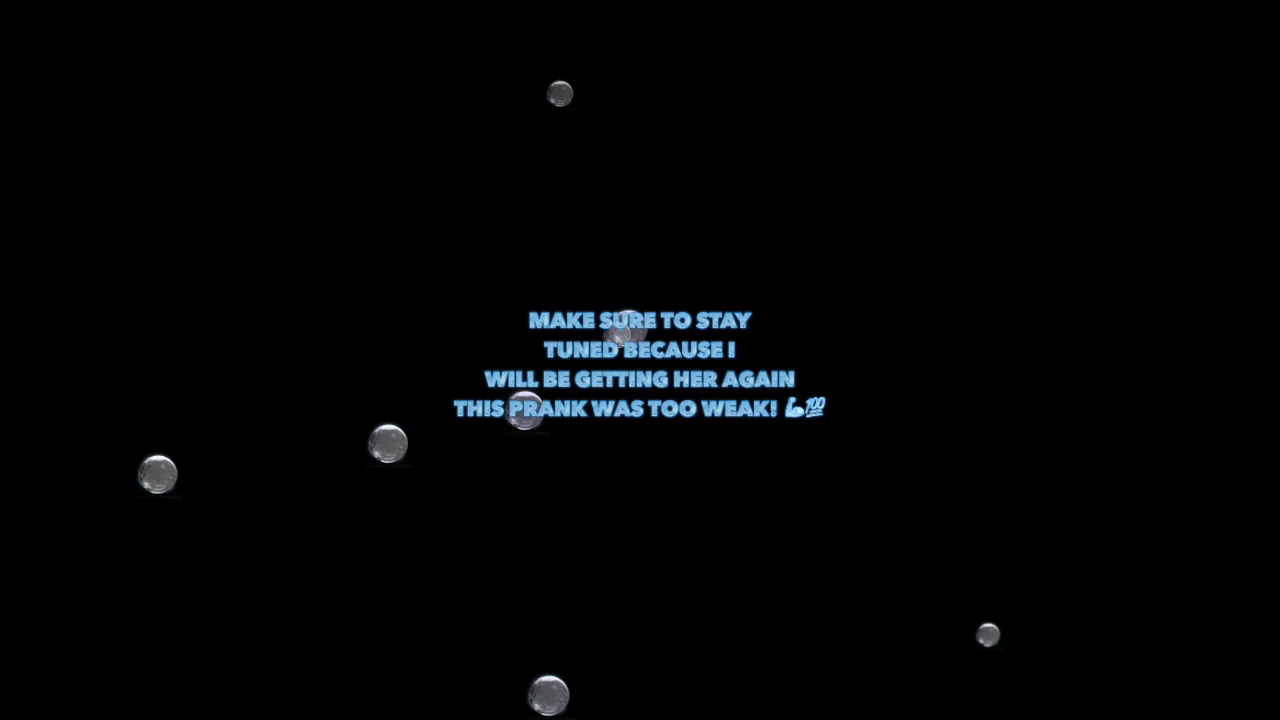 MAKE SURE TO STAY
TUNED BECAUSE I
WILL BE GETTING HER AGAIN
THIS PRANK WAS TOO WEAK! 💪💯